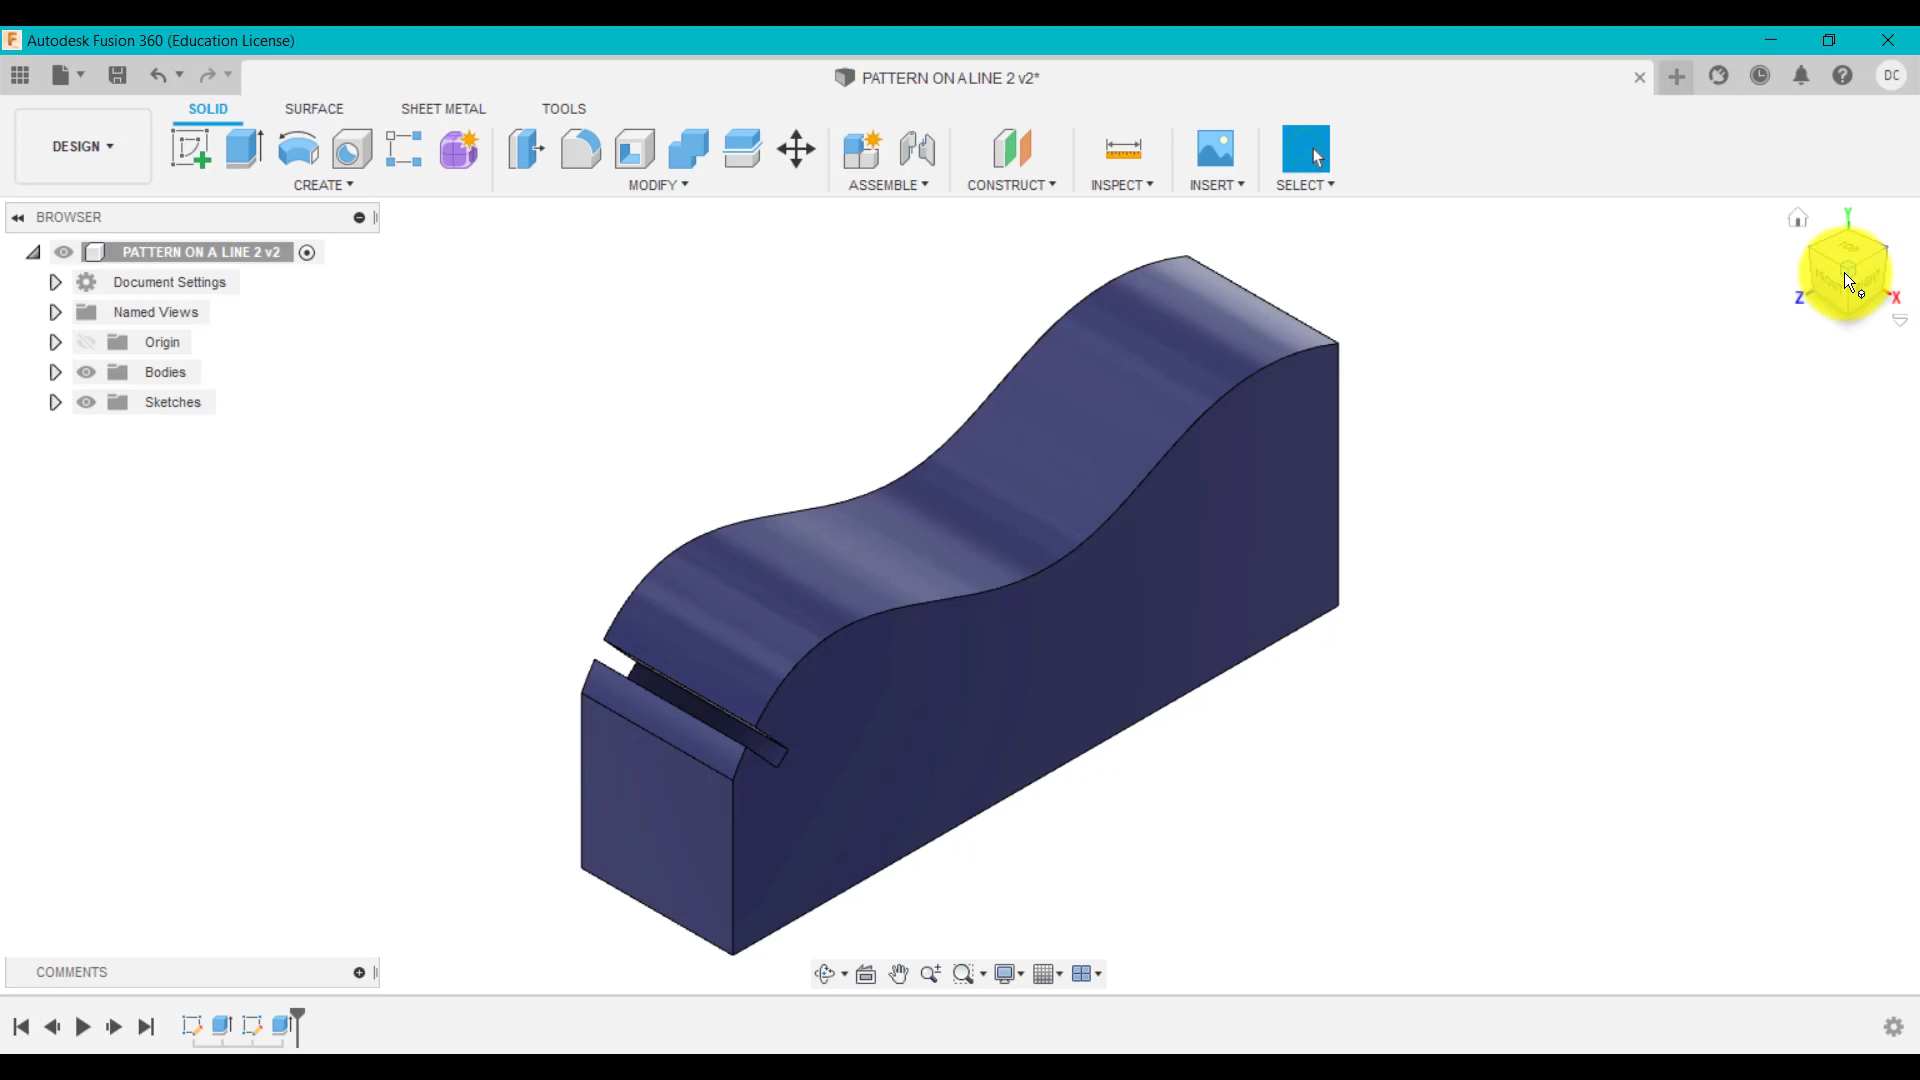 Autodesk Fusion 360 (Education License)
PATTERN ON A LINE 2 v2*
DC
DESIGN
SOLID
SURFACE
SHEET METAL
TOOLS
CREATE
MODIFY
ASSEMBLE
CONSTRUCT
INSPECT
INSERT
SELECT
BROWSER
PATTERN ON A LINE 2 v2
Document Settings
Named Views
Origin
Bodies
Sketches
Y
TOP
Z
X
COMMENTS